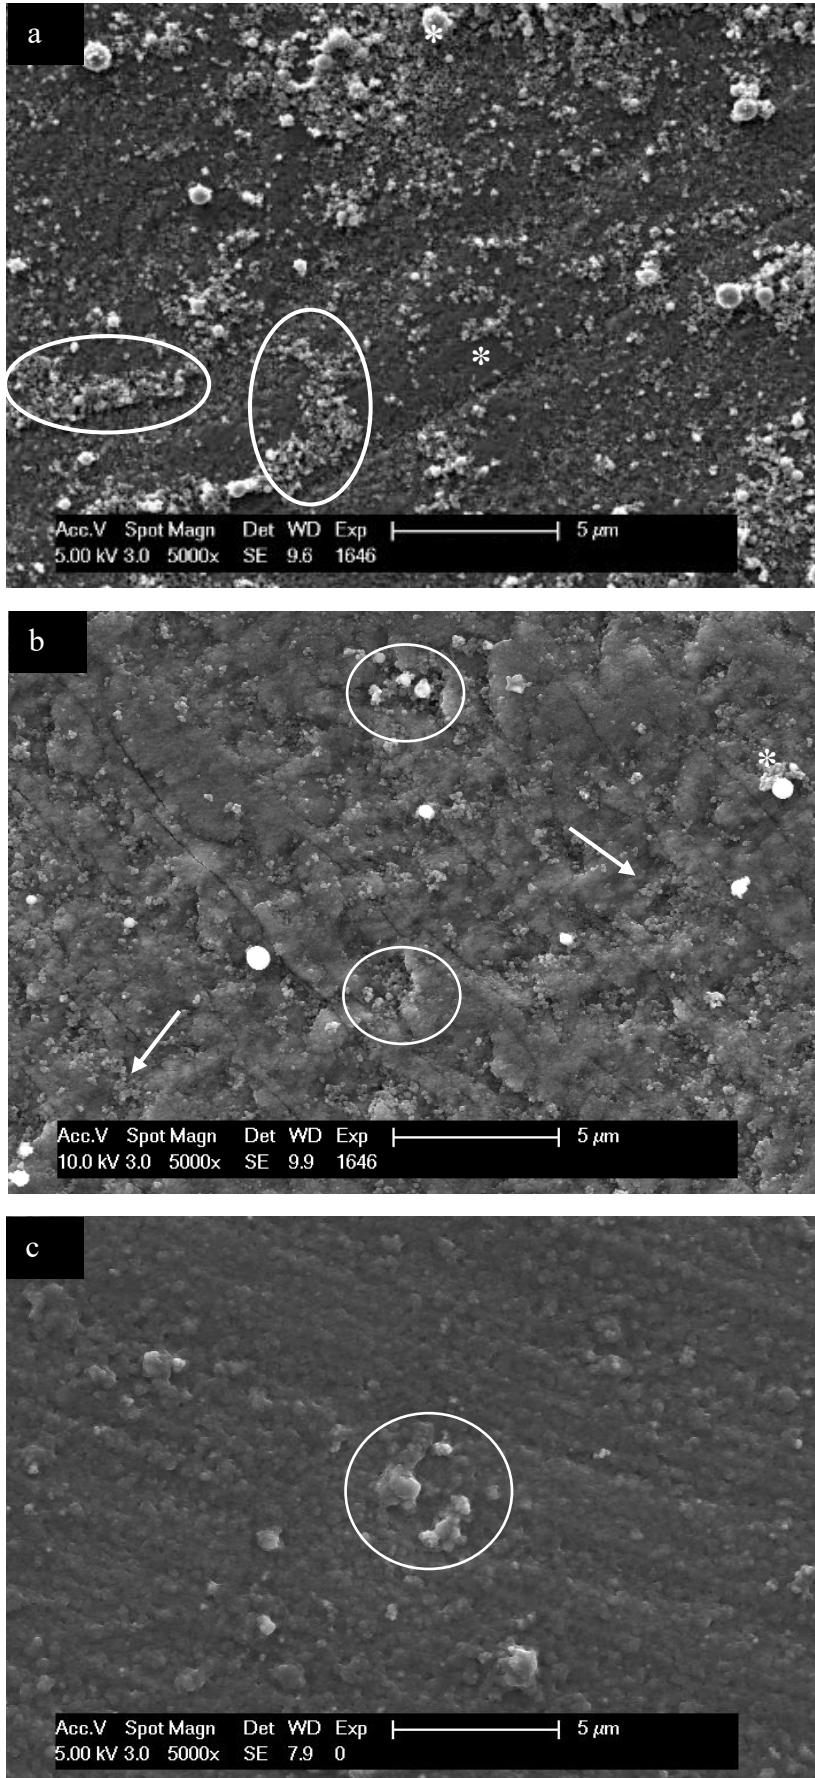 a
*
*
Acc.V Spot Magn Det WD Exp 5 µm
5.00 kV 3.0 5000x SE 9.6 1646
b
*
Acc.V Spot Magn Det WD Exp 5 µm
10.0 kV 3.0 5000x SE 9.9 1646
c
Acc.V Spot Magn Det WD Exp 5 µm
5.00 kV 3.0 5000x SE 7.9 0